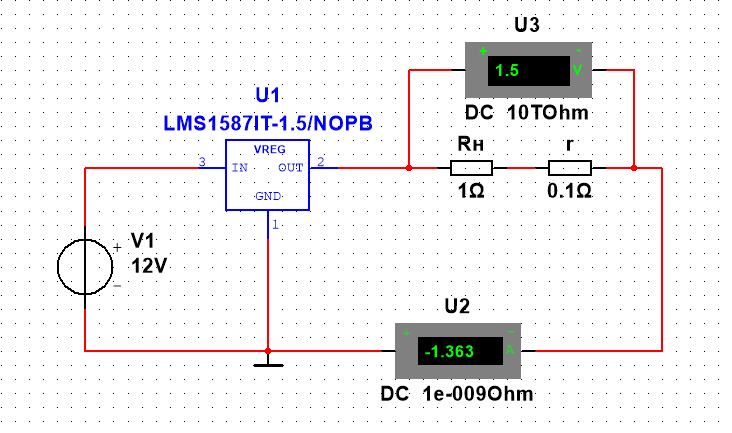 U3
+ -
1.5 V
DC 10TOhm
U1
LMS1587IT-1.5/NOPB
VREG
3 IN OUT 2
GND
1
Rн
1Ω
r
0.1Ω
V1
12V
+
−
U2
+ -
-1.363 A
DC 1e-009Ohm